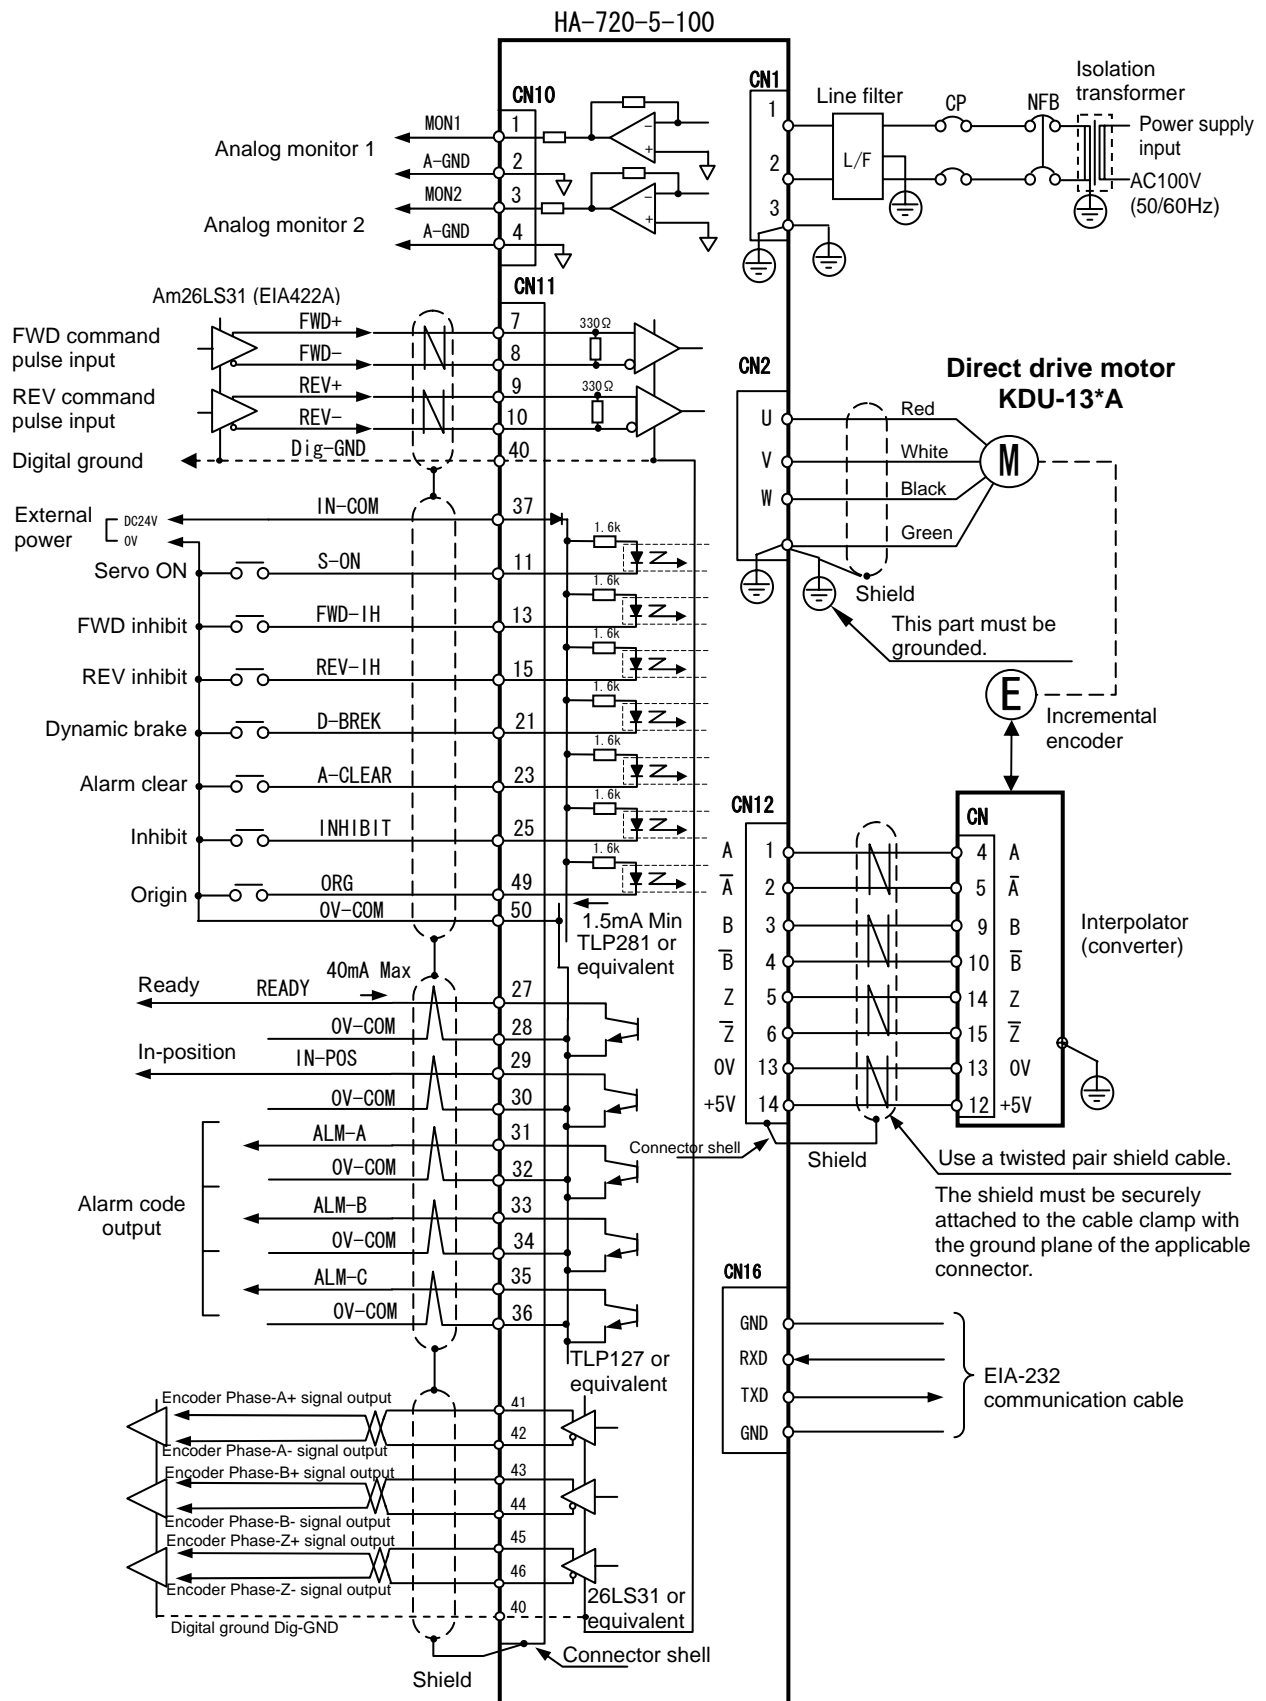 HA-720-5-100
CN10
MON1
1
Analog monitor 1
A-GND
2
MON2
3
Analog monitor 2
A-GND
4
−
+
−
+
CN1
1
2
3
Line filter
L/F
CP
NFB
Isolation
transformer
Power supply
input
AC100V
(50/60Hz)
CN11
Am26LS31 (EIA422A)
FWD command
pulse input
FWD+
7
330Ω
FWD-
8
REV command
pulse input
REV+
9
330Ω
REV-
10
Digital ground
Dig-GND
40
External
power
DC24V
0V
IN-COM
37
1.6k
Servo ON
S-ON
11
1.6k
FWD inhibit
FWD-IH
13
1.6k
REV inhibit
REV-IH
15
1.6k
Dynamic brake
D-BREK
21
1.6k
Alarm clear
A-CLEAR
23
1.6k
Inhibit
INHIBIT
25
1.6k
Origin
ORG
49
0V-COM
50
1.5mA Min
TLP281 or
equivalent
CN2
U
V
W
Red
White
Black
Green
Direct drive motor
KDU-13*A
M
Shield
This part must be
grounded.
E
Incremental
encoder
CN12
A 1
A̅ 2
B 3
B̅ 4
Z 5
Z̅ 6
0V 13
+5V 14
CN
4 A
5 A̅
9 B
10 B̅
14 Z
15 Z̅
13 0V
12 +5V
Interpolator
(converter)
Connector shell
Shield
Use a twisted pair shield cable.
The shield must be securely
attached to the cable clamp with
the ground plane of the applicable
connector.
40mA Max
Ready
READY
27
0V-COM
28
In-position
IN-POS
29
0V-COM
30
Alarm code
output
ALM-A
31
0V-COM
32
ALM-B
33
0V-COM
34
ALM-C
35
0V-COM
36
TLP127 or
equivalent
CN16
GND
RXD
TXD
GND
EIA-232
communication cable
Encoder Phase-A+ signal output
41
42
Encoder Phase-A- signal output
Encoder Phase-B+ signal output
43
44
Encoder Phase-B- signal output
Encoder Phase-Z+ signal output
45
46
Encoder Phase-Z- signal output
40
26LS31 or
equivalent
Digital ground Dig-GND
Connector shell
Shield